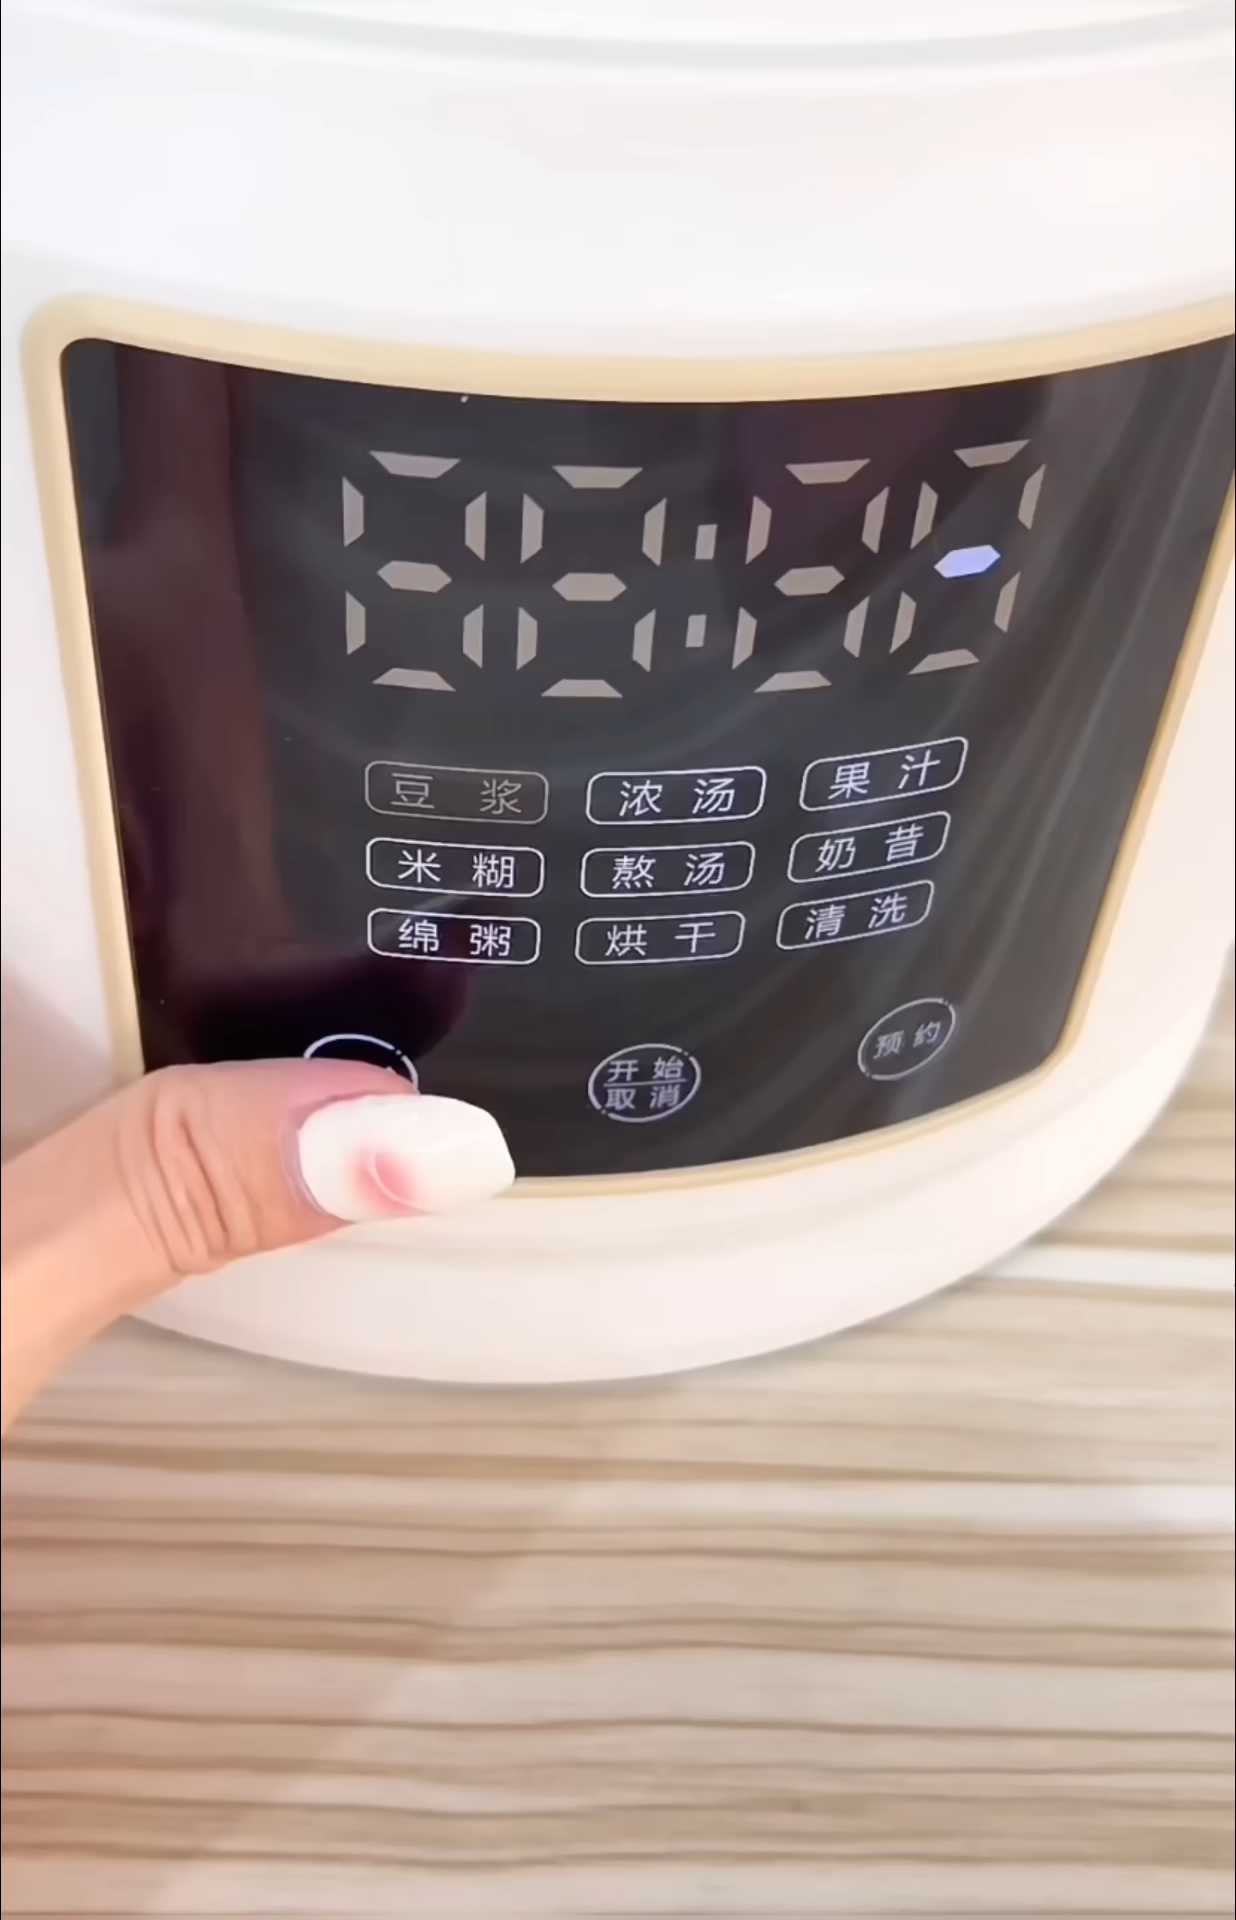 豆浆 浓汤 果汁
米糊 熬汤 奶昔
绵粥 烘干 清洗
开始 预约
取消